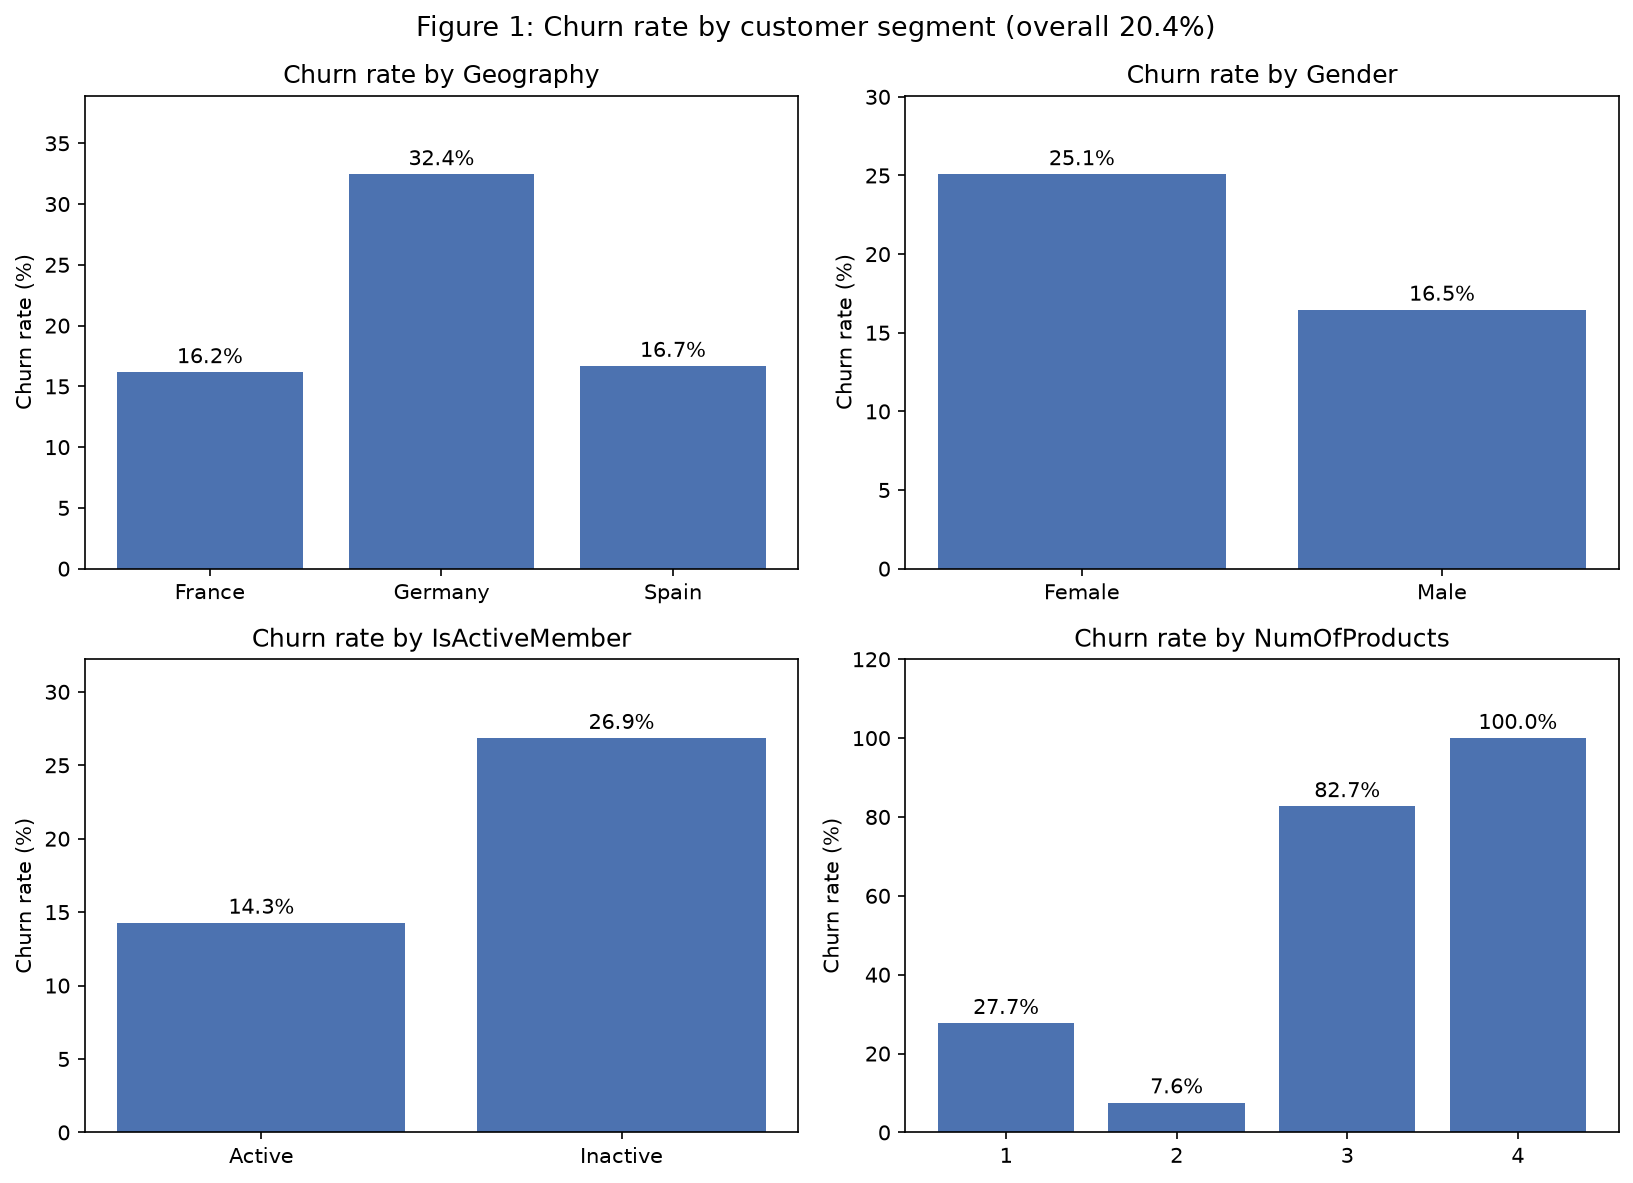 Figure 1: Churn rate by customer segment (overall 20.4%)
Churn rate by Geography
Churn rate (%)
35
30
25
20
15
10
5
0
16.2%
32.4%
16.7%
France
Germany
Spain
Churn rate by Gender
Churn rate (%)
30
25
20
15
10
5
0
25.1%
16.5%
Female
Male
Churn rate by IsActiveMember
Churn rate (%)
30
25
20
15
10
5
0
14.3%
26.9%
Active
Inactive
Churn rate by NumOfProducts
Churn rate (%)
120
100
80
60
40
20
0
27.7%
7.6%
82.7%
100.0%
1
2
3
4